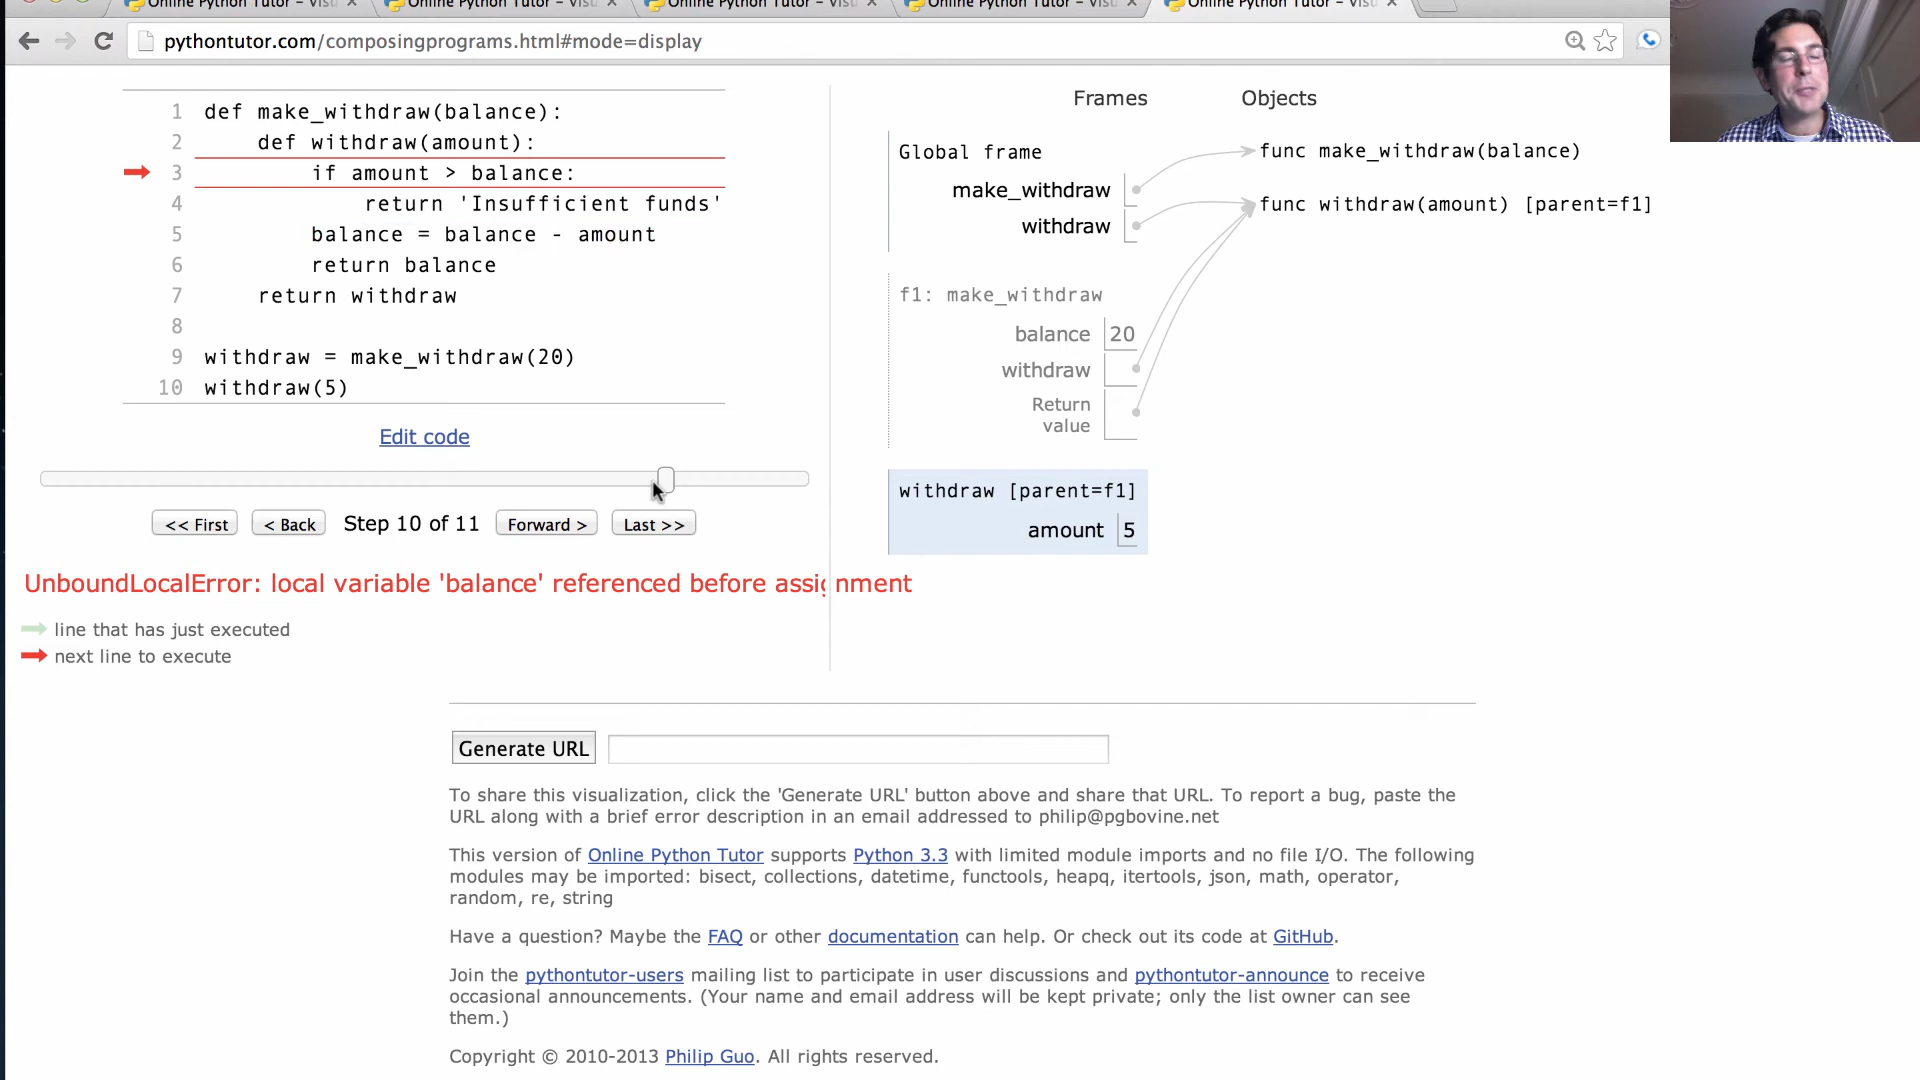 Online Python Tutor – Visu × Online Python Tutor – Visu × Online Python Tutor – Visu × Online Python Tutor – Visu × Online Python Tutor – Visu ×
pythontutor.com/composingprograms.html#mode=display
1 def make_withdraw(balance):
2 def withdraw(amount):
3 if amount > balance:
4 return 'Insufficient funds'
5 balance = balance - amount
6 return balance
7 return withdraw
8
9 withdraw = make_withdraw(20)
10 withdraw(5)
Edit code
<< First < Back Step 10 of 11 Forward > Last >>
UnboundLocalError: local variable 'balance' referenced before assignment
line that has just executed
next line to execute
Frames Objects
Global frame
make_withdraw
withdraw
func make_withdraw(balance)
func withdraw(amount) [parent=f1]
f1: make_withdraw
balance 20
withdraw
Return
value
withdraw [parent=f1]
amount 5
Generate URL
To share this visualization, click the 'Generate URL' button above and share that URL. To report a bug, paste the
URL along with a brief error description in an email addressed to philip@pgbovine.net
This version of Online Python Tutor supports Python 3.3 with limited module imports and no file I/O. The following
modules may be imported: bisect, collections, datetime, functools, heapq, itertools, json, math, operator,
random, re, string
Have a question? Maybe the FAQ or other documentation can help. Or check out its code at GitHub.
Join the pythontutor-users mailing list to participate in user discussions and pythontutor-announce to receive
occasional announcements. (Your name and email address will be kept private; only the list owner can see
them.)
Copyright © 2010-2013 Philip Guo. All rights reserved.